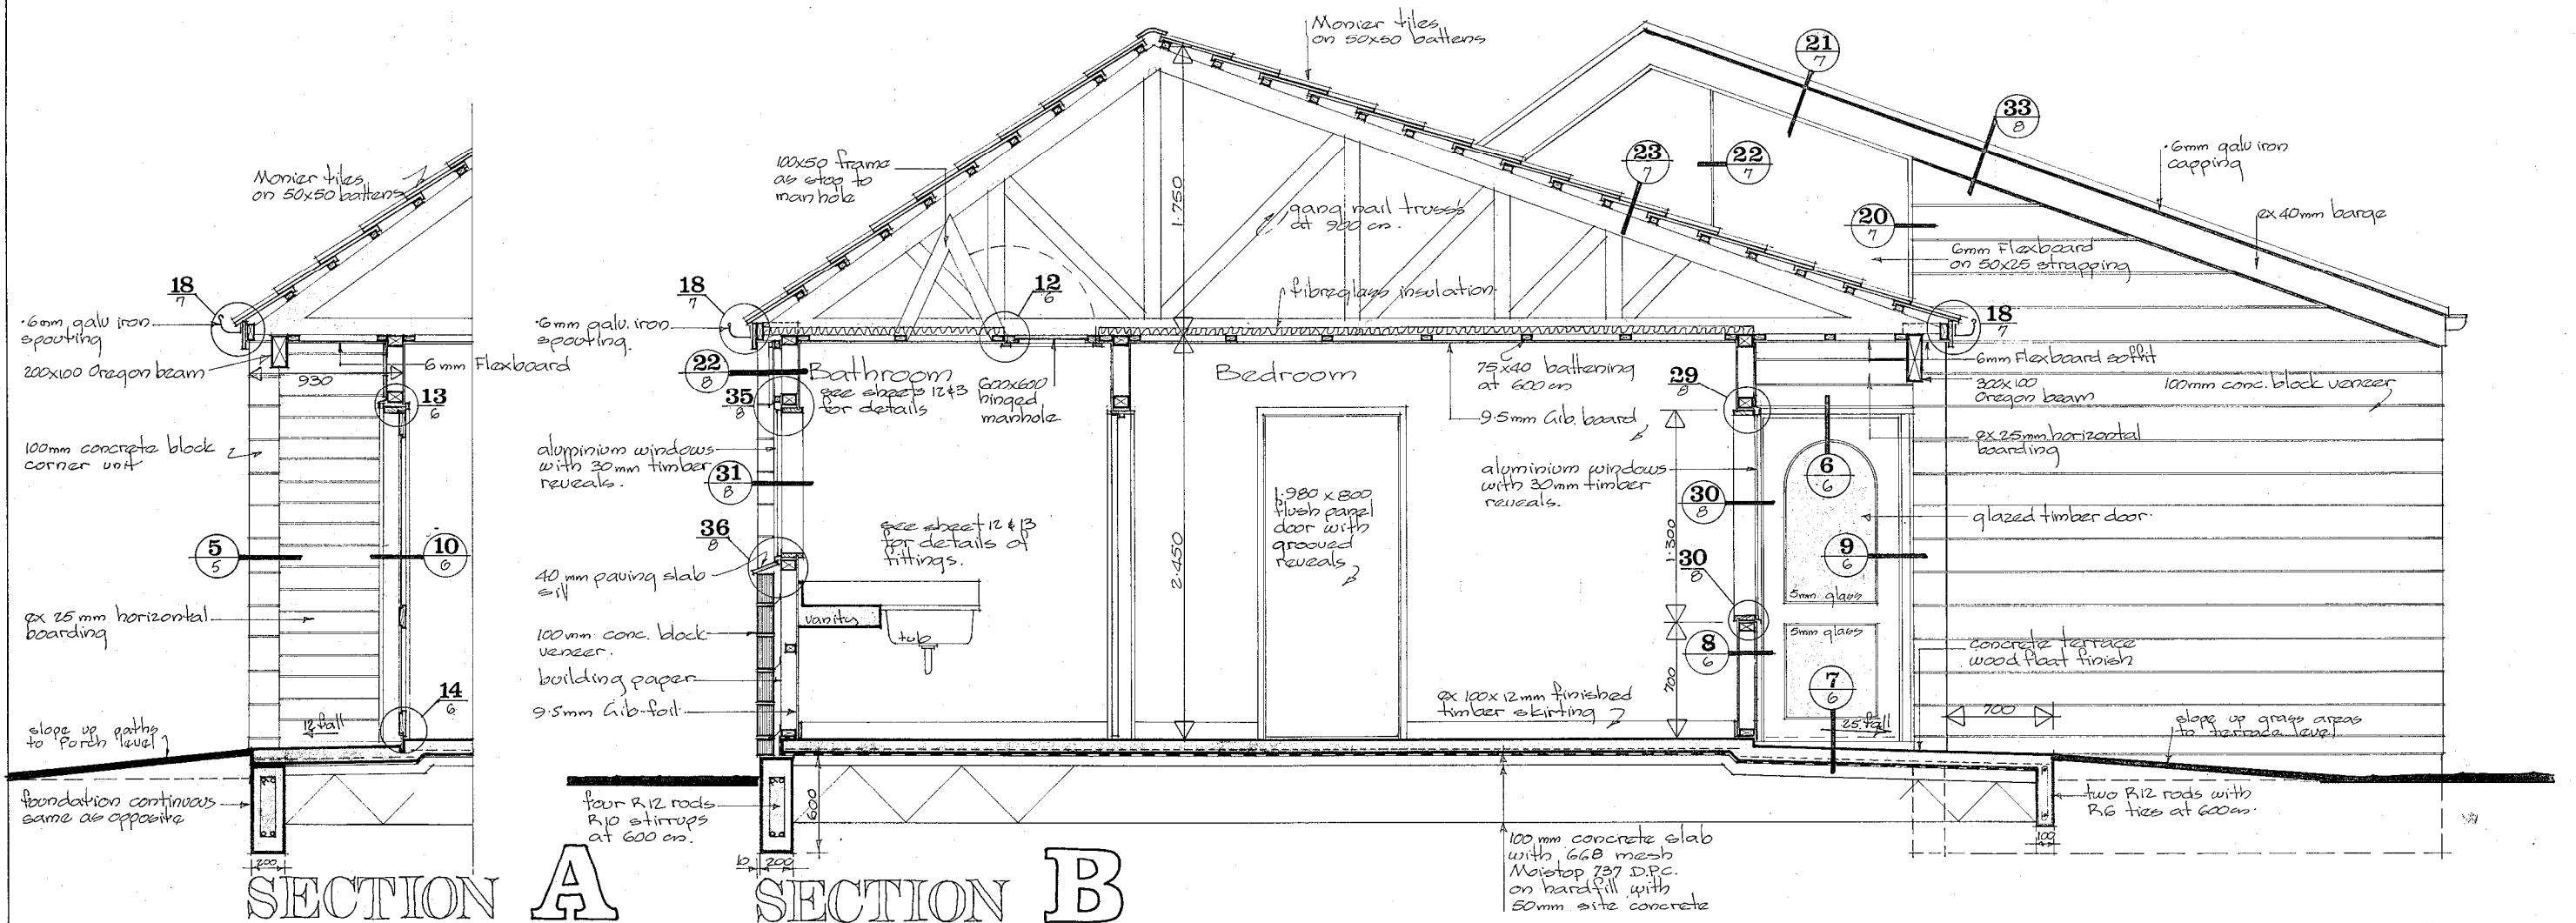 Monier tiles
on 50x50 battens
18
7
·6mm galv iron
spouting
200x100 Oregon beam
930
6mm Flexboard
13
6
100mm concrete block
corner unit
5
5
10
6
ex 25mm horizontal
boarding
14
6
12 fall
slope up paths
to Porch level
foundation continuous
same as opposite
200
SECTION A
Monier tiles
on 50x50 battens
21
7
33
8
100x50 frame
as stop to
manhole
1·750
23
7
22
7
·6mm galv iron
capping
gang nail truss's
at 900 crs.
20
7
ex 40mm barge
6mm Flexboard
on 50x25 strapping
18
7
12
6
fibreglass insulation
18
7
·6mm galv. iron
spouting.
22
8
Bathroom
see sheets 12 & 13
for details
600x600
hinged
manhole
Bedroom
75x40 battening
at 600 crs
29
8
6mm Flexboard soffit
300x100
Oregon beam
100mm conc. block veneer
35
8
9·5mm Gib. board
ex 25mm horizontal
boarding
aluminium windows
with 30mm timber
reveals.
31
8
aluminium windows
with 30mm timber
reveals.
6
6
30
8
1·980 x 800
flush panel
door with
grooved
reveals
see sheet 12 & 13
for details of
fittings.
36
8
2·450
1·300
glazed timber door
9
6
40 mm paving slab
sill
30
8
5mm glass
vanity
tub
100mm conc. block
veneer.
5mm glass
8
6
concrete terrace
wood float finish
building paper
9·5mm Gib-foil
ex 100x12mm finished
timber skirting
700
7
6
25 fall
700
slope up grass areas
to terrace level
four R12 rods
R10 stirrups
at 600 crs.
600
two R12 rods with
R6 ties at 600 crs.
100
10
200
100 mm concrete slab
with 668 mesh
Moistop 737 D.P.C.
on hardfill with
50mm site concrete
SECTION B